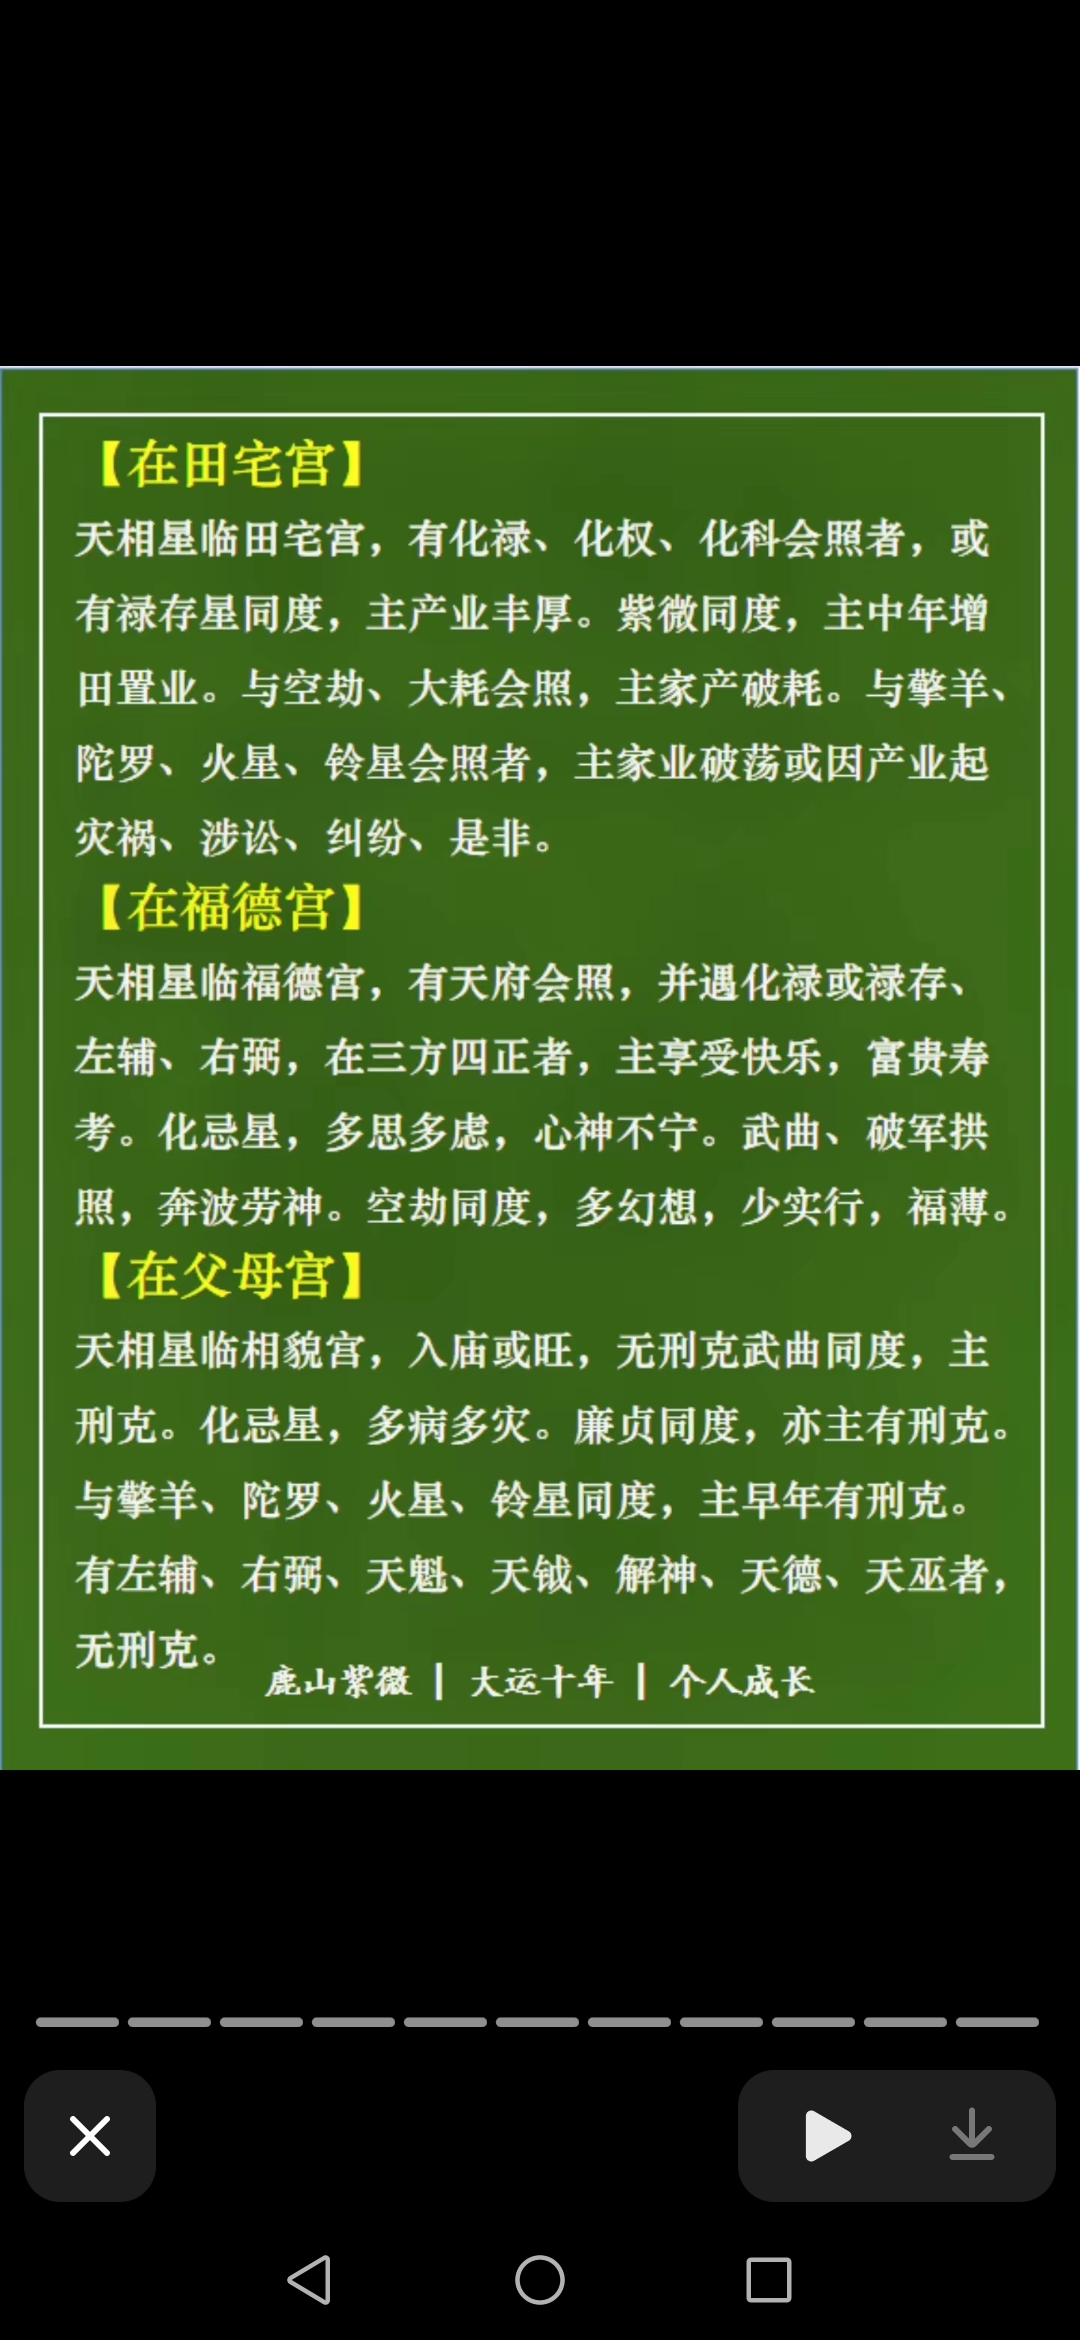 【在田宅宫】
天相星临田宅宫，有化禄、化权、化科会照者，或
有禄存星同度，主产业丰厚。紫微同度，主中年增
田置业。与空劫、大耗会照，主家产破耗。与擎羊、
陀罗、火星、铃星会照者，主家业破荡或因产业起
灾祸、涉讼、纠纷、是非。
【在福德宫】
天相星临福德宫，有天府会照，并遇化禄或禄存、
左辅、右弼，在三方四正者，主享受快乐，富贵寿
考。化忌星，多思多虑，心神不宁。武曲、破军拱
照，奔波劳神。空劫同度，多幻想，少实行，福薄。
【在父母宫】
天相星临相貌宫，入庙或旺，无刑克武曲同度，主
刑克。化忌星，多病多灾。廉贞同度，亦主有刑克。
与擎羊、陀罗、火星、铃星同度，主早年有刑克。
有左辅、右弼、天魁、天钺、解神、天德、天巫者，
无刑克。
鹿山紫微 | 大运十年 | 个人成长